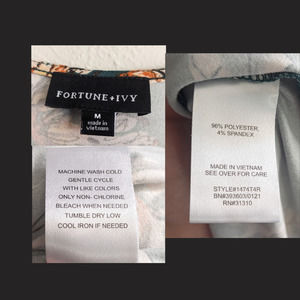 FORTUNE+IVY
M
made in
vietnam
MACHINE WASH COLD
GENTLE CYCLE
WITH LIKE COLORS
ONLY NON- CHLORINE
BLEACH WHEN NEEDED
TUMBLE DRY LOW
COOL IRON IF NEEDED
96% POLYESTER,
4% SPANDEX
MADE IN VIETNAM
SEE OVER FOR CARE
STYLE#1474T4R
BN#393603/0121
RN#31310